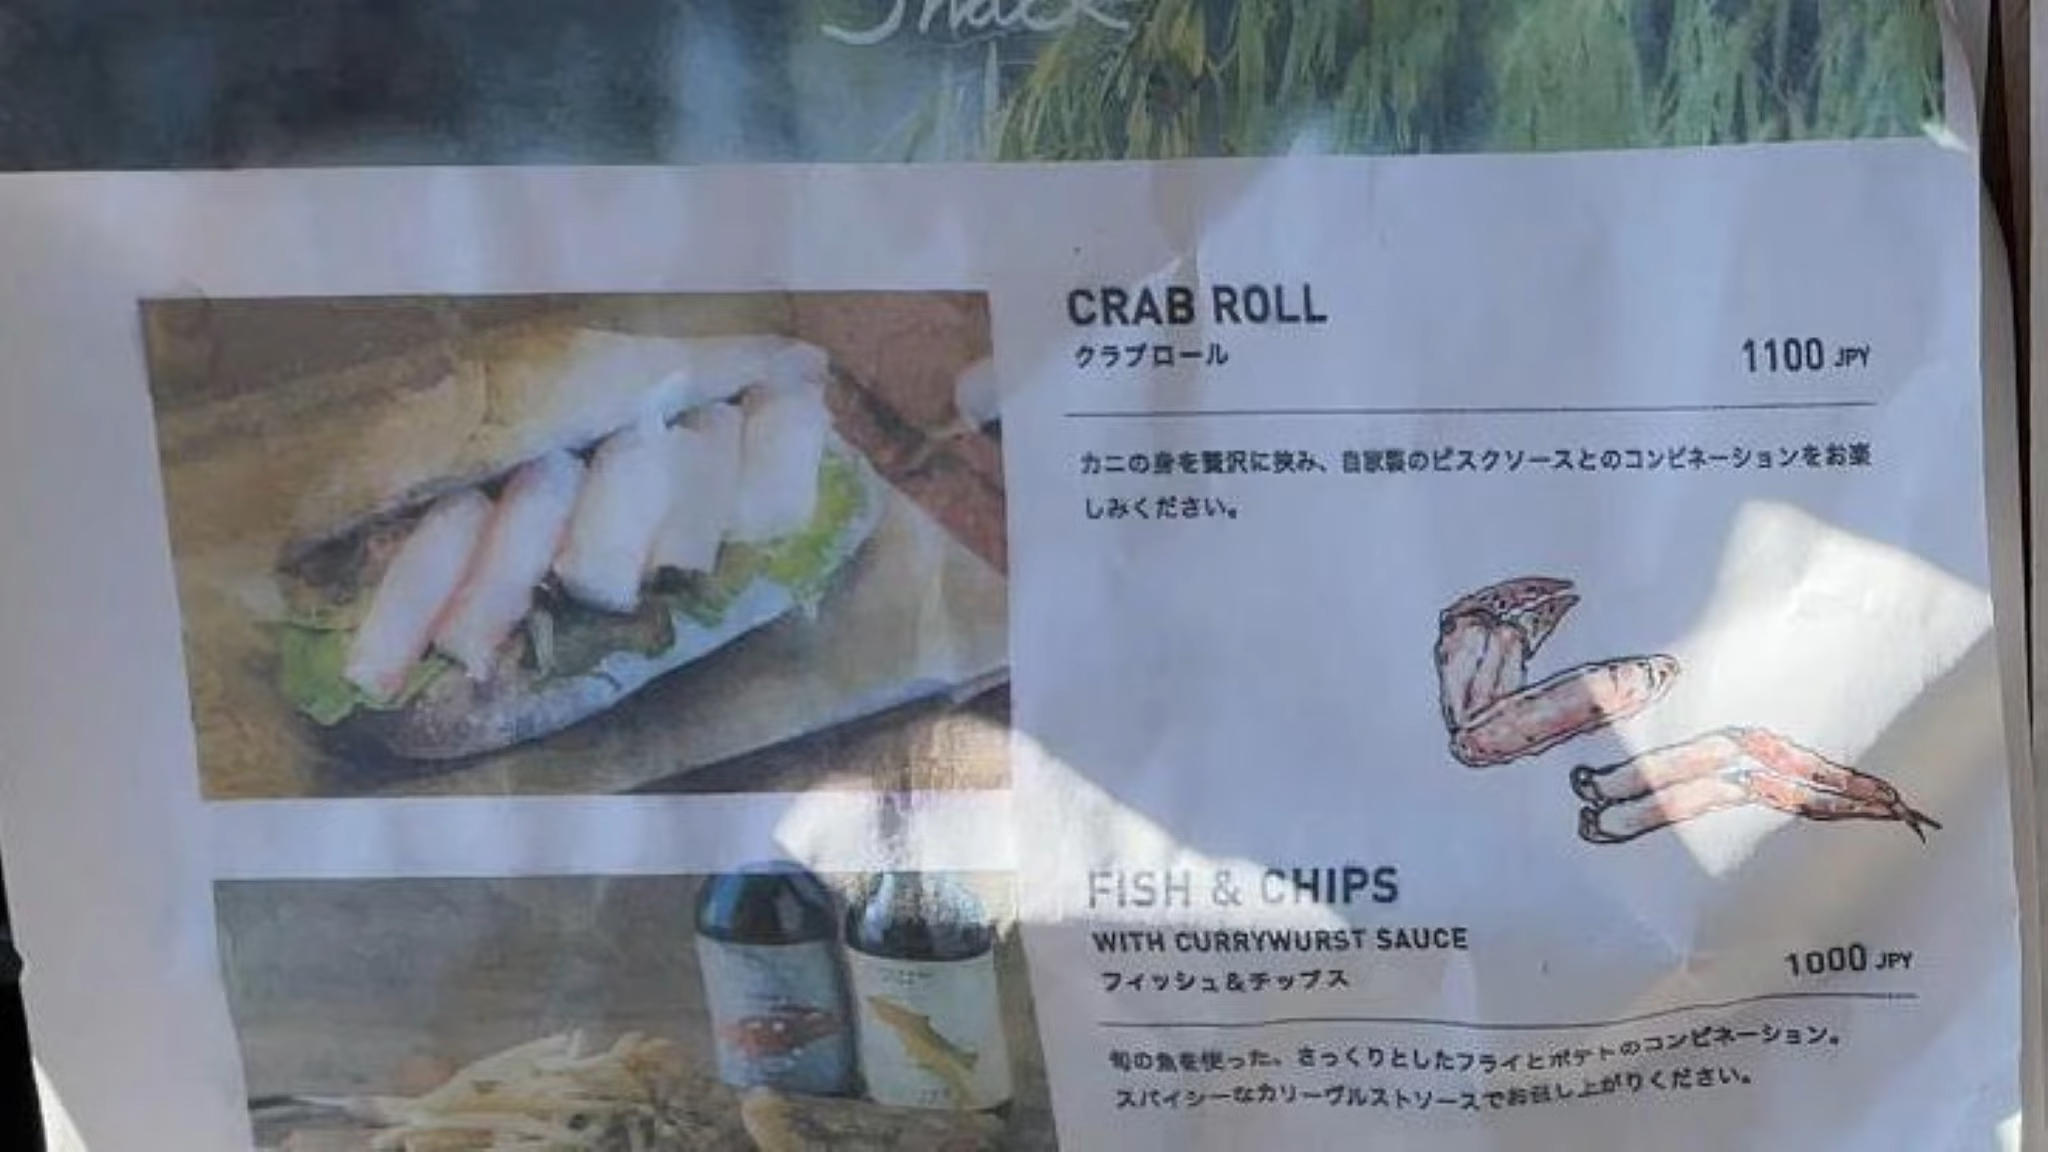 Snack
CRAB ROLL
クラブロール
1100 JPY
カニの身を贅沢に挟み、自家製のビスクソースとのコンビネーションをお楽
しみください。
FISH & CHIPS
WITH CURRYWURST SAUCE
フィッシュ&チップス
1000 JPY
旬の魚を使った、さっくりとしたフライとポテトのコンビネーション。
スパイシーなカリーヴルストソースでお召し上がりください。